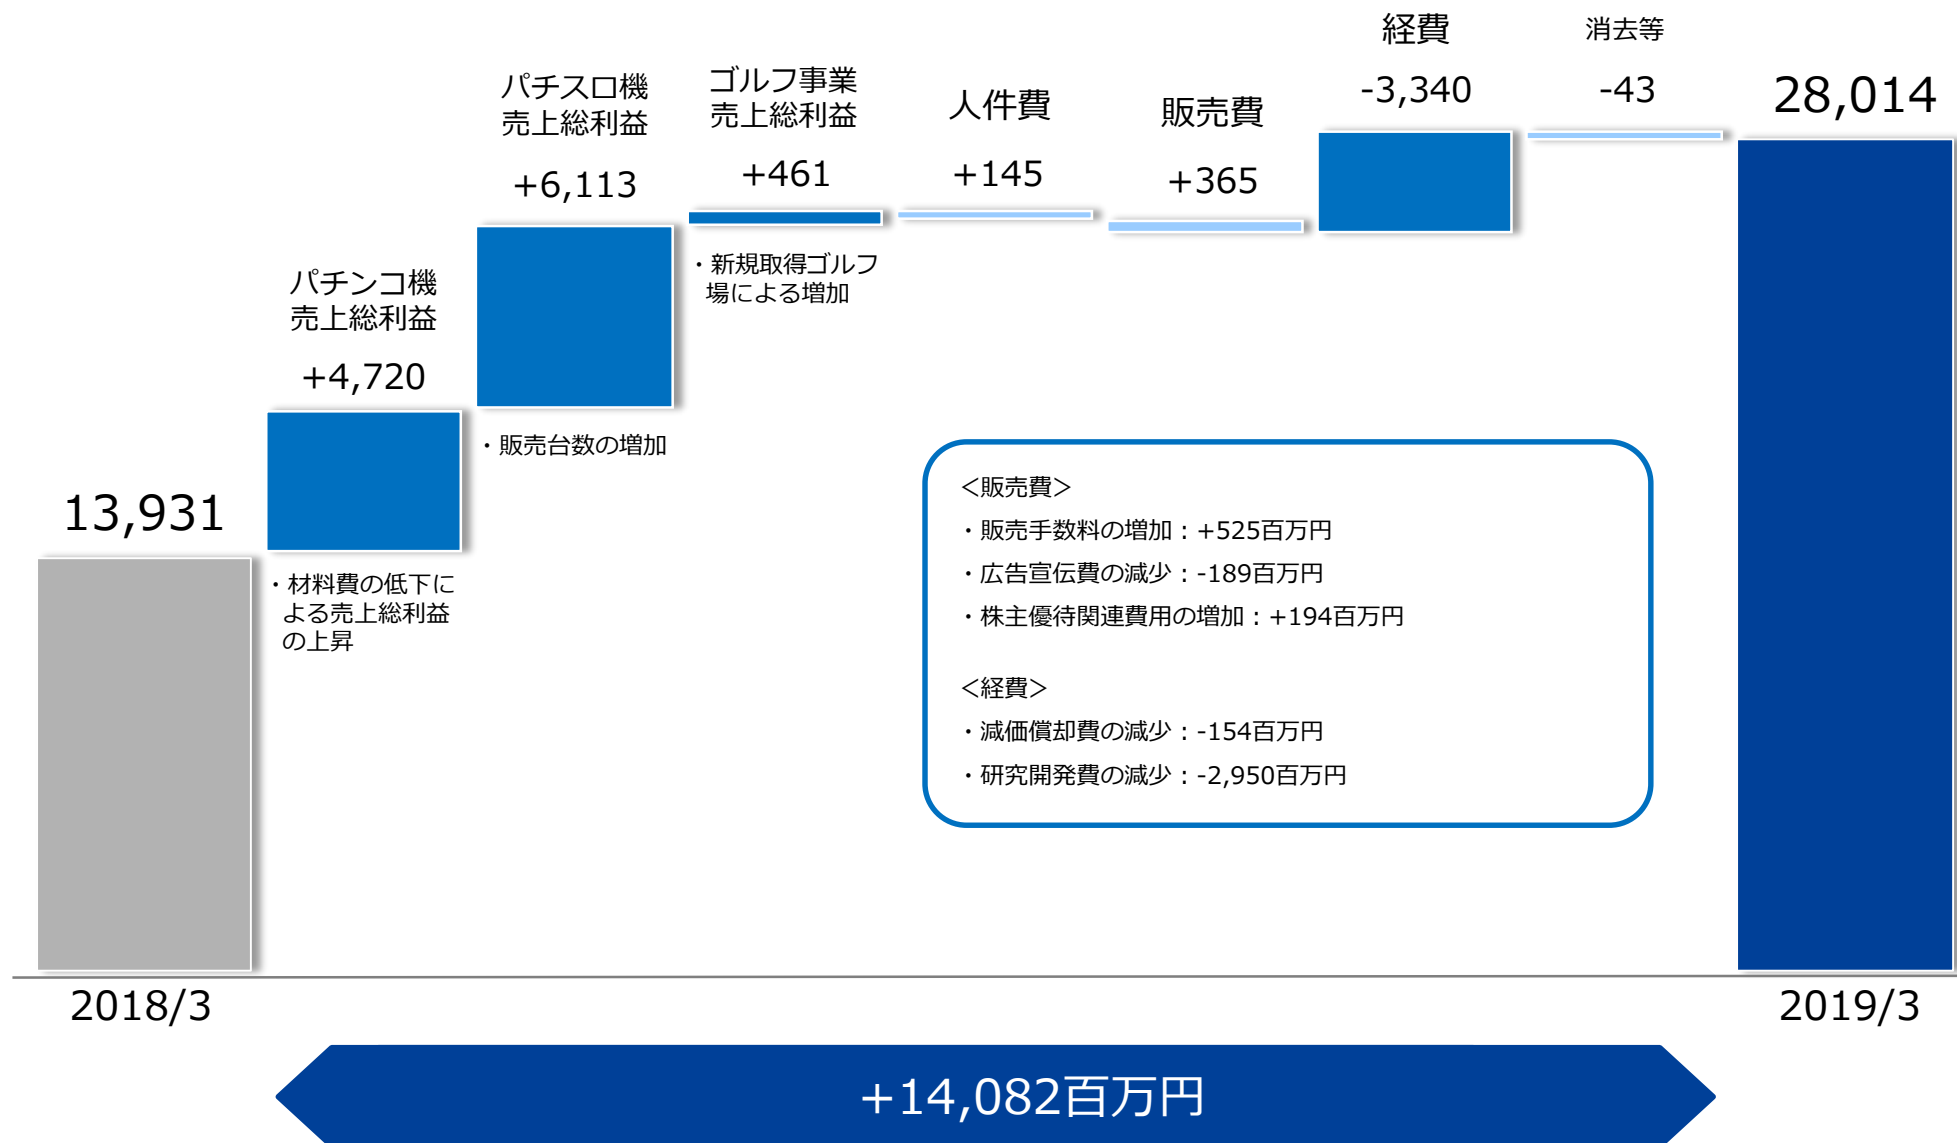 経費
-3,340
消去等
-43
28,014
パチスロ機
売上総利益
+6,113
ゴルフ事業
売上総利益
+461
人件費
+145
販売費
+365
・新規取得ゴルフ
場による増加
パチンコ機
売上総利益
+4,720
・販売台数の増加
13,931
・材料費の低下に
よる売上総利益
の上昇
＜販売費＞
・販売手数料の増加：+525百万円
・広告宣伝費の減少：-189百万円
・株主優待関連費用の増加：+194百万円
＜経費＞
・減価償却費の減少：-154百万円
・研究開発費の減少：-2,950百万円
2018/3
2019/3
+14,082百万円